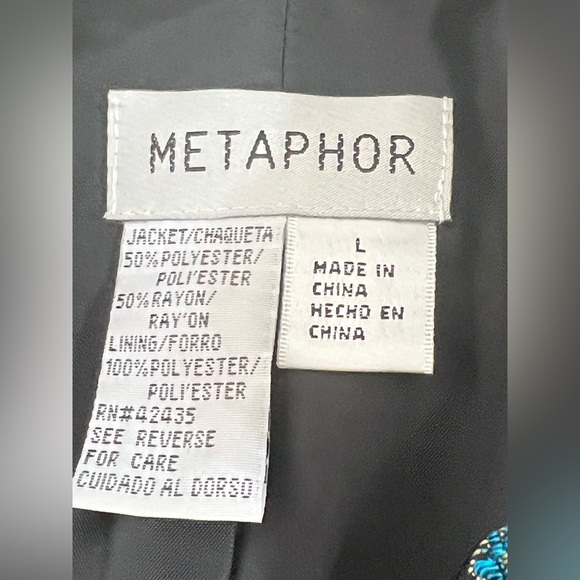 METAPHOR
JACKET/CHAQUETA
50%POLYESTER/
POLI'ESTER
50%RAYON/
RAY'ON
LINING/FORRO
100%POLYESTER/
POLI'ESTER
RN#42435
SEE REVERSE
FOR CARE
CUIDADO AL DORSO
L
MADE IN
CHINA
HECHO EN
CHINA